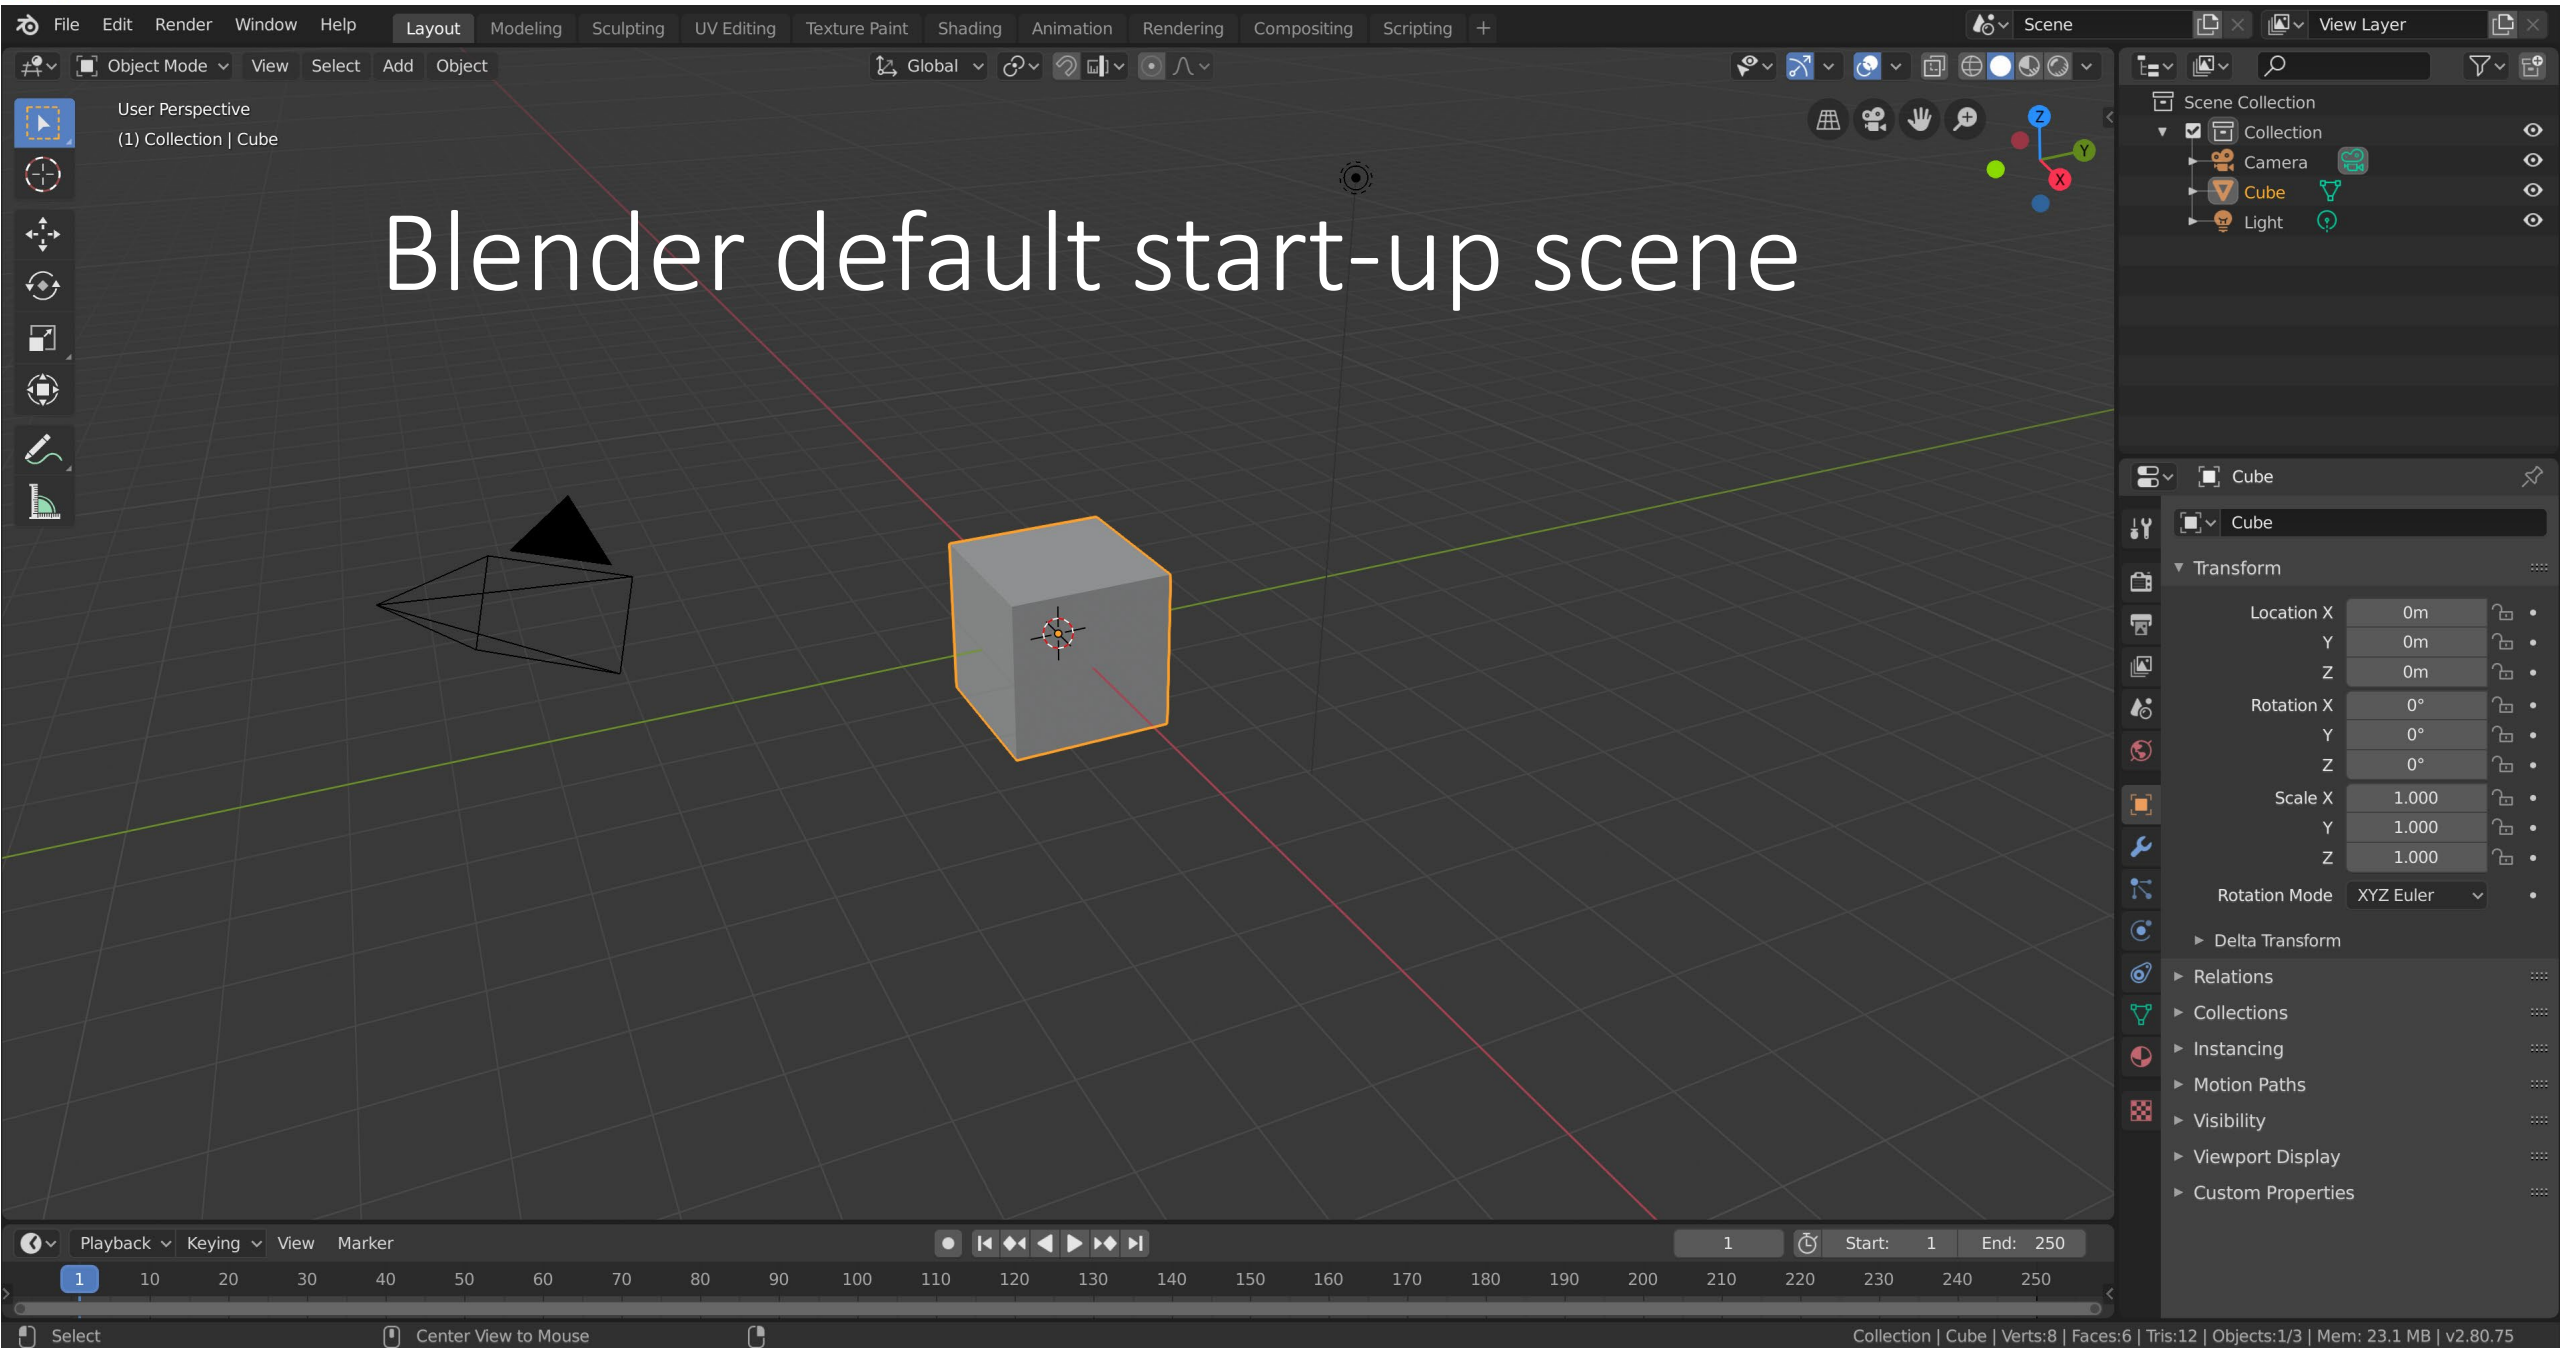 File Edit Render Window Help Layout Modeling Sculpting UV Editing Texture Paint Shading Animation Rendering Compositing Scripting + Scene View Layer
Object Mode View Select Add Object Global
User Perspective
(1) Collection | Cube
Z
Y
X
Blender default start-up scene
Scene Collection
Collection
Camera
Cube
Light
Cube
Cube
Transform
Location X 0m
Y 0m
Z 0m
Rotation X 0°
Y 0°
Z 0°
Scale X 1.000
Y 1.000
Z 1.000
Rotation Mode XYZ Euler
Delta Transform
Relations
Collections
Instancing
Motion Paths
Visibility
Viewport Display
Custom Properties
Playback Keying View Marker 1 Start: 1 End: 250
1 10 20 30 40 50 60 70 80 90 100 110 120 130 140 150 160 170 180 190 200 210 220 230 240 250
Select Center View to Mouse Collection | Cube | Verts:8 | Faces:6 | Tris:12 | Objects:1/3 | Mem: 23.1 MB | v2.80.75